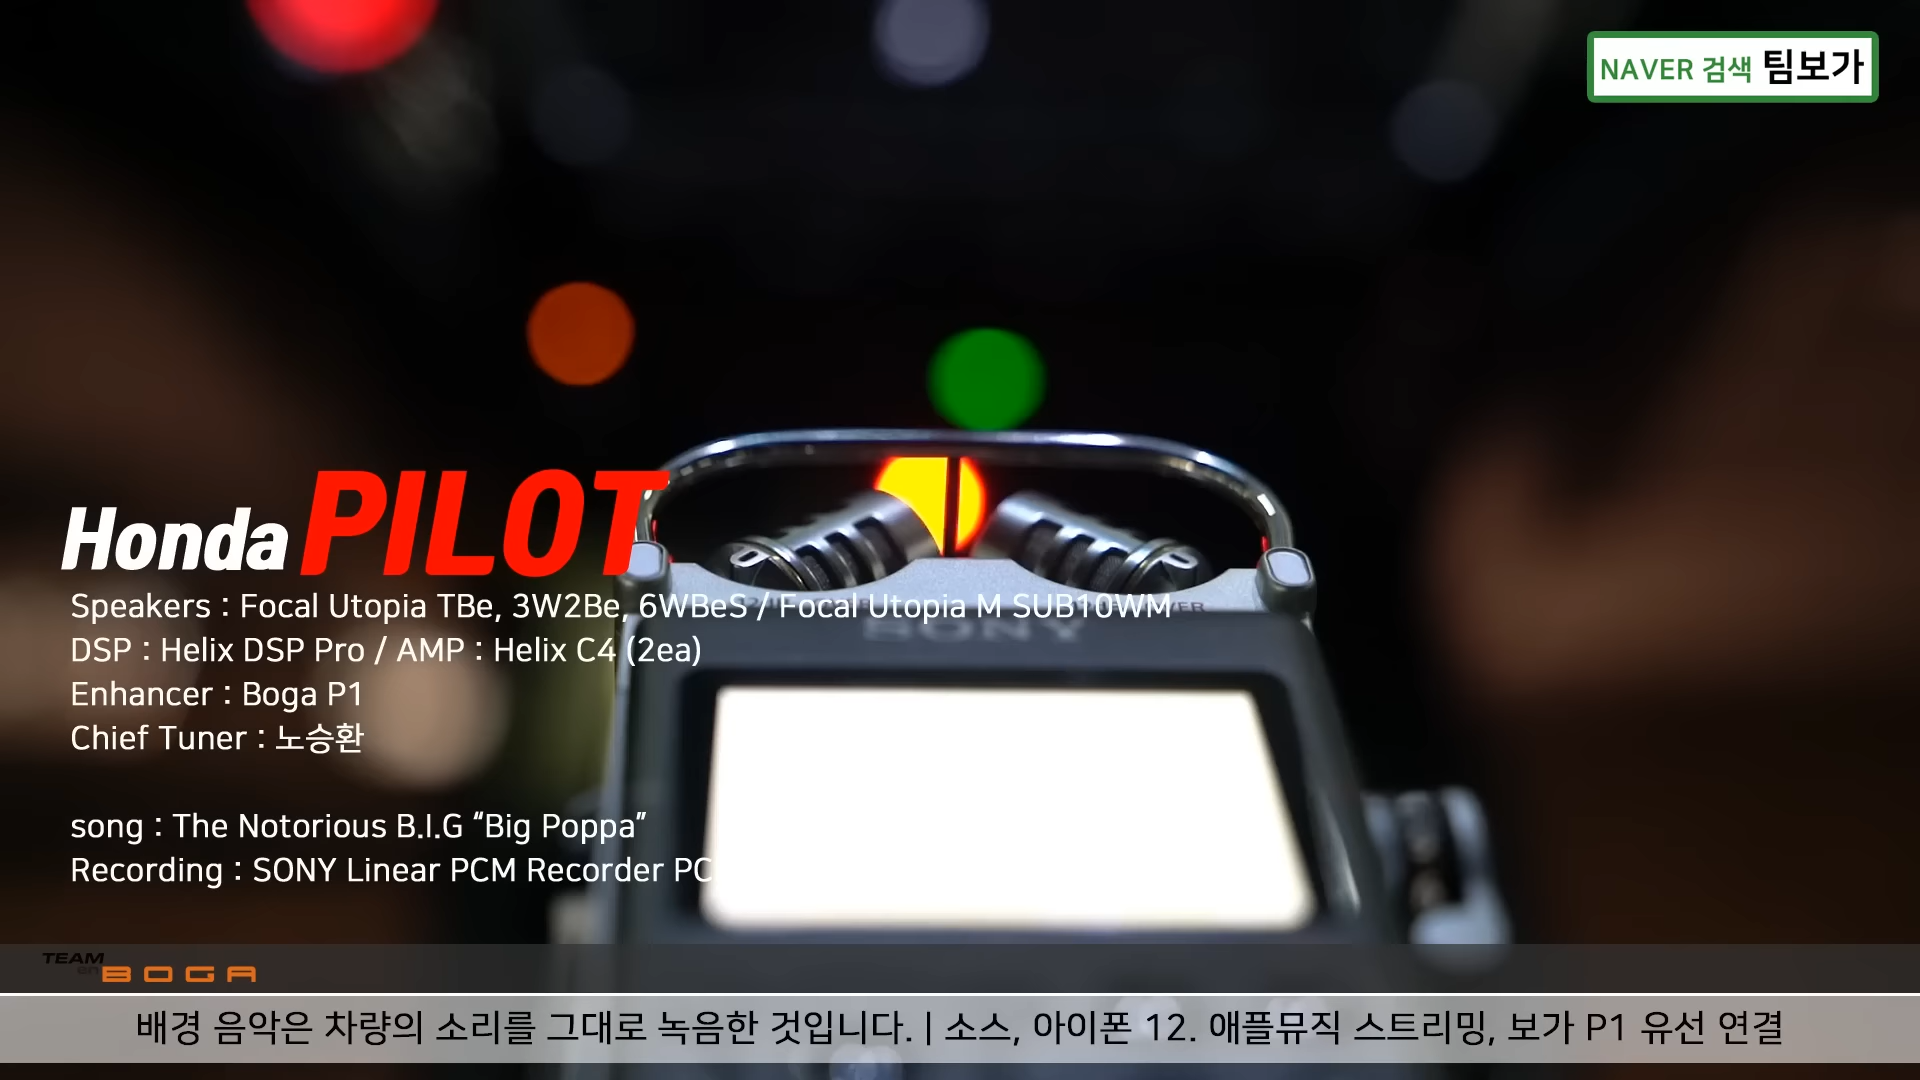 NAVER 검색 팀보가
Honda PILOT
Speakers : Focal Utopia TBe, 3W2Be, 6WBeS / Focal Utopia M SUB10WM
DSP : Helix DSP Pro / AMP : Helix C4 (2ea)
Enhancer : Boga P1
Chief Tuner : 노승환
song : The Notorious B.I.G “Big Poppa”
Recording : SONY Linear PCM Recorder PC
SONY
TEAM
en BOGA
배경 음악은 차량의 소리를 그대로 녹음한 것입니다. | 소스, 아이폰 12. 애플뮤직 스트리밍, 보가 P1 유선 연결